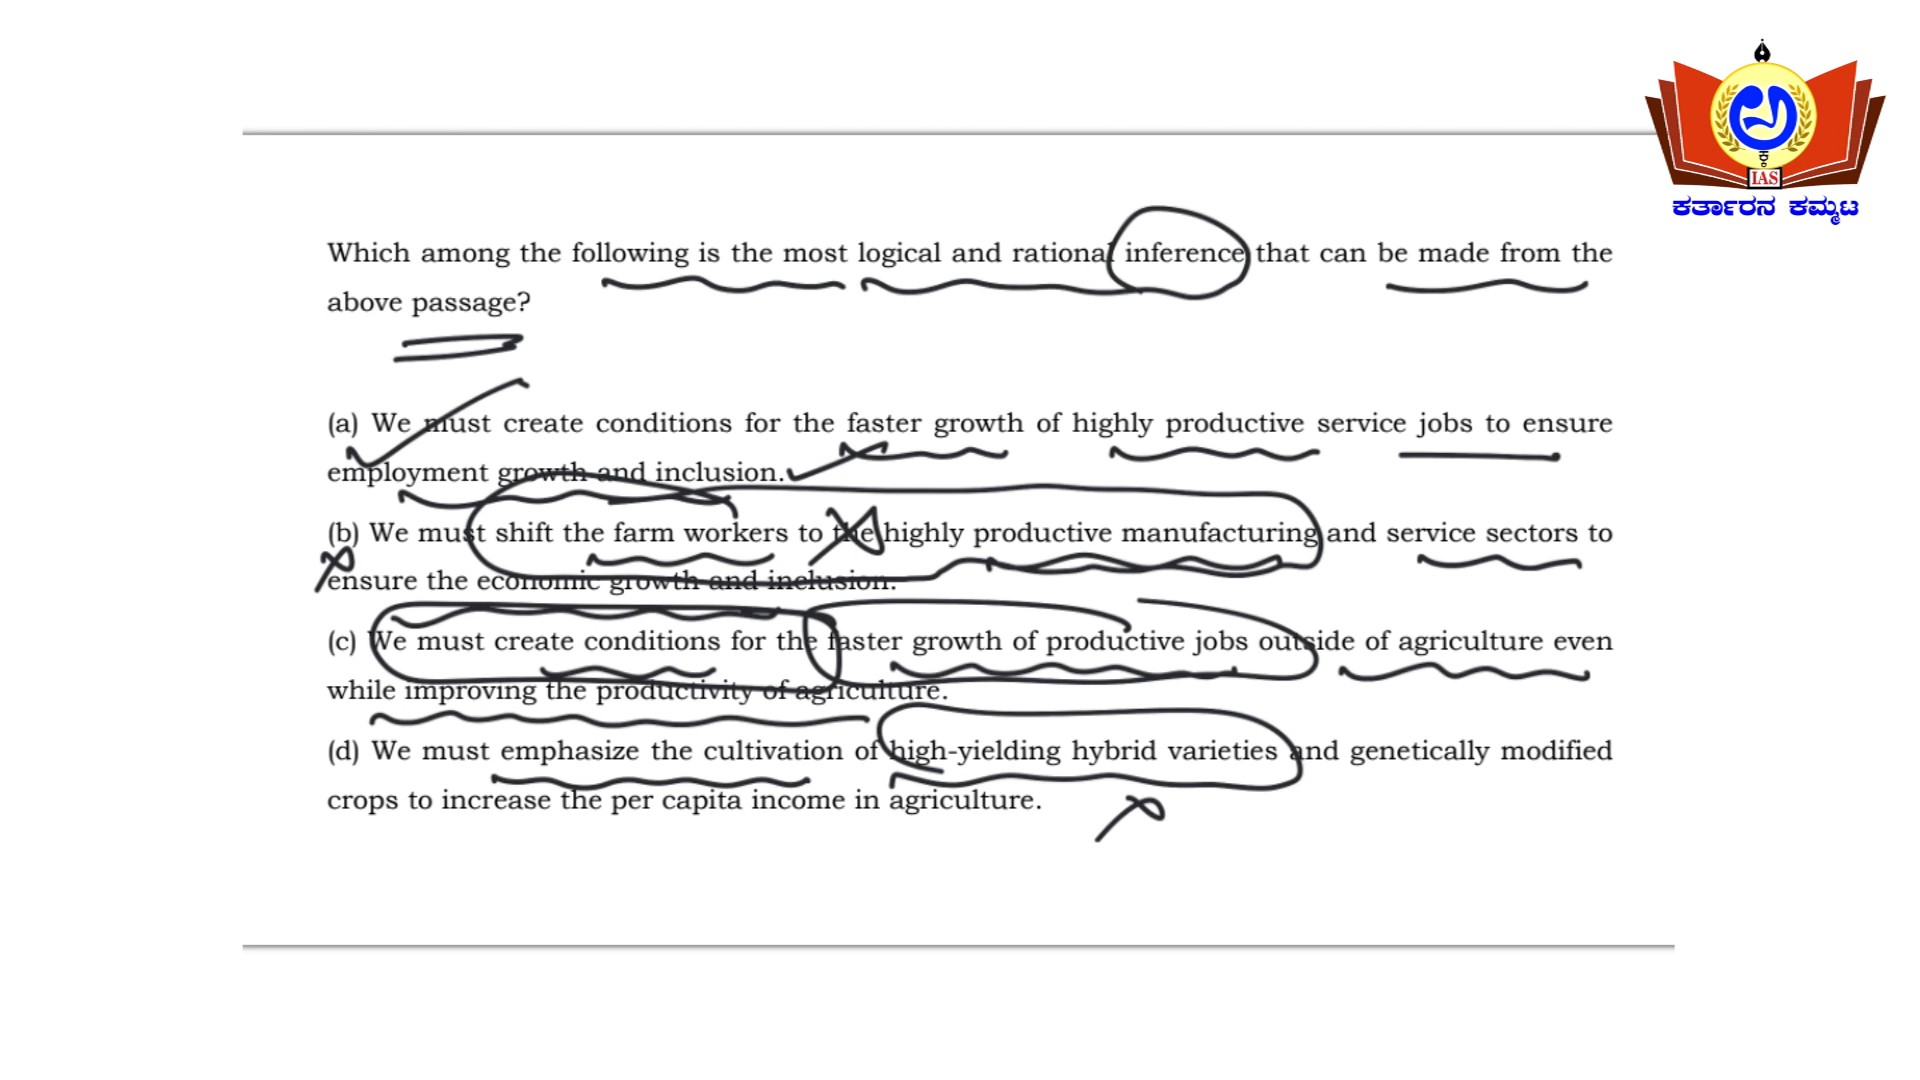 IAS
ಕರ್ತಾರನ ಕಮ್ಮಟ
Which among the following is the most logical and rational inference that can be made from the
above passage?
(a) We must create conditions for the faster growth of highly productive service jobs to ensure
employment growth and inclusion.
(b) We must shift the farm workers to the highly productive manufacturing and service sectors to
ensure the economic growth and inclusion.
(c) We must create conditions for the faster growth of productive jobs outside of agriculture even
while improving the productivity of agriculture.
(d) We must emphasize the cultivation of high-yielding hybrid varieties and genetically modified
crops to increase the per capita income in agriculture.